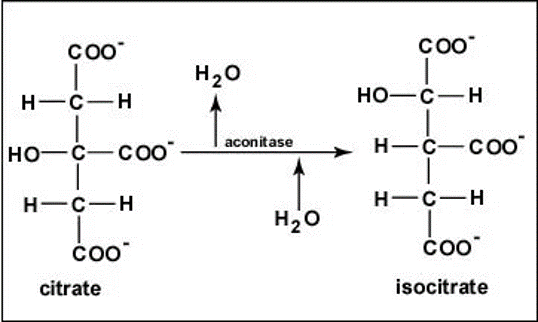 COO⁻
H—C—H
HO—C—COO⁻
H—C—H
COO⁻
citrate
H₂O
aconitase
H₂O
COO⁻
HO—C—H
H—C—COO⁻
H—C—H
COO⁻
isocitrate